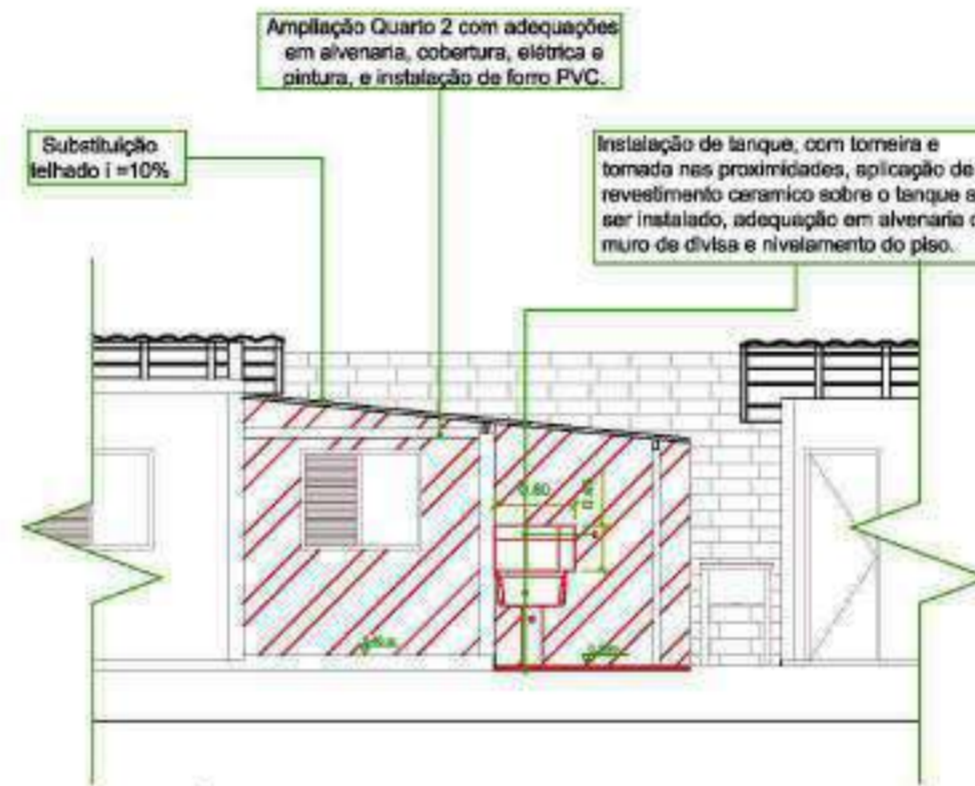 Ampliação Quarto 2 com adequações
em alvenaria, cobertura, elétrica e
pintura, e instalação de forro PVC.
Substituição
telhado i =10%
Instalação de tanque, com torneira e
tomada nas proximidades, aplicação de
revestimento ceramico sobre o tanque a
ser instalado, adequação em alvenaria
muro de divisa e nivelamento do piso.
0.60